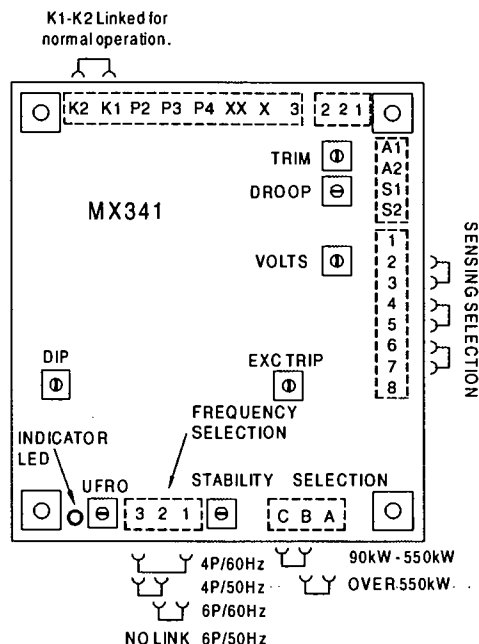 K1-K2 Linked for
normal operation.
K2 K1 P2 P3 P4 XX X 3 2 2 1
TRIM
A1
A2
DROOP
S1
S2
MX341
1
VOLTS
2
3
4
5
6
7
8
SENSING SELECTION
DIP
EXC TRIP
FREQUENCY
SELECTION
INDICATOR
LED
UFRO
STABILITY SELECTION
3 2 1
C B A
4P/60Hz
90kW - 550kW
4P/50Hz
OVER 550kW
6P/60Hz
NO LINK 6P/50Hz